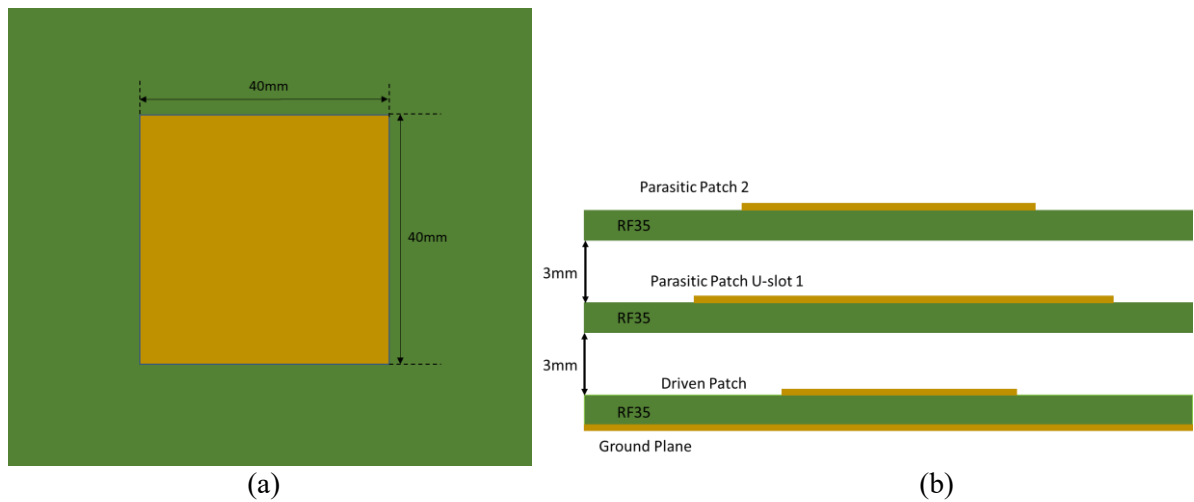 40mm
40mm
Parasitic Patch 2
RF35
3mm
Parasitic Patch U-slot 1
RF35
3mm
Driven Patch
RF35
Ground Plane
(a)
(b)